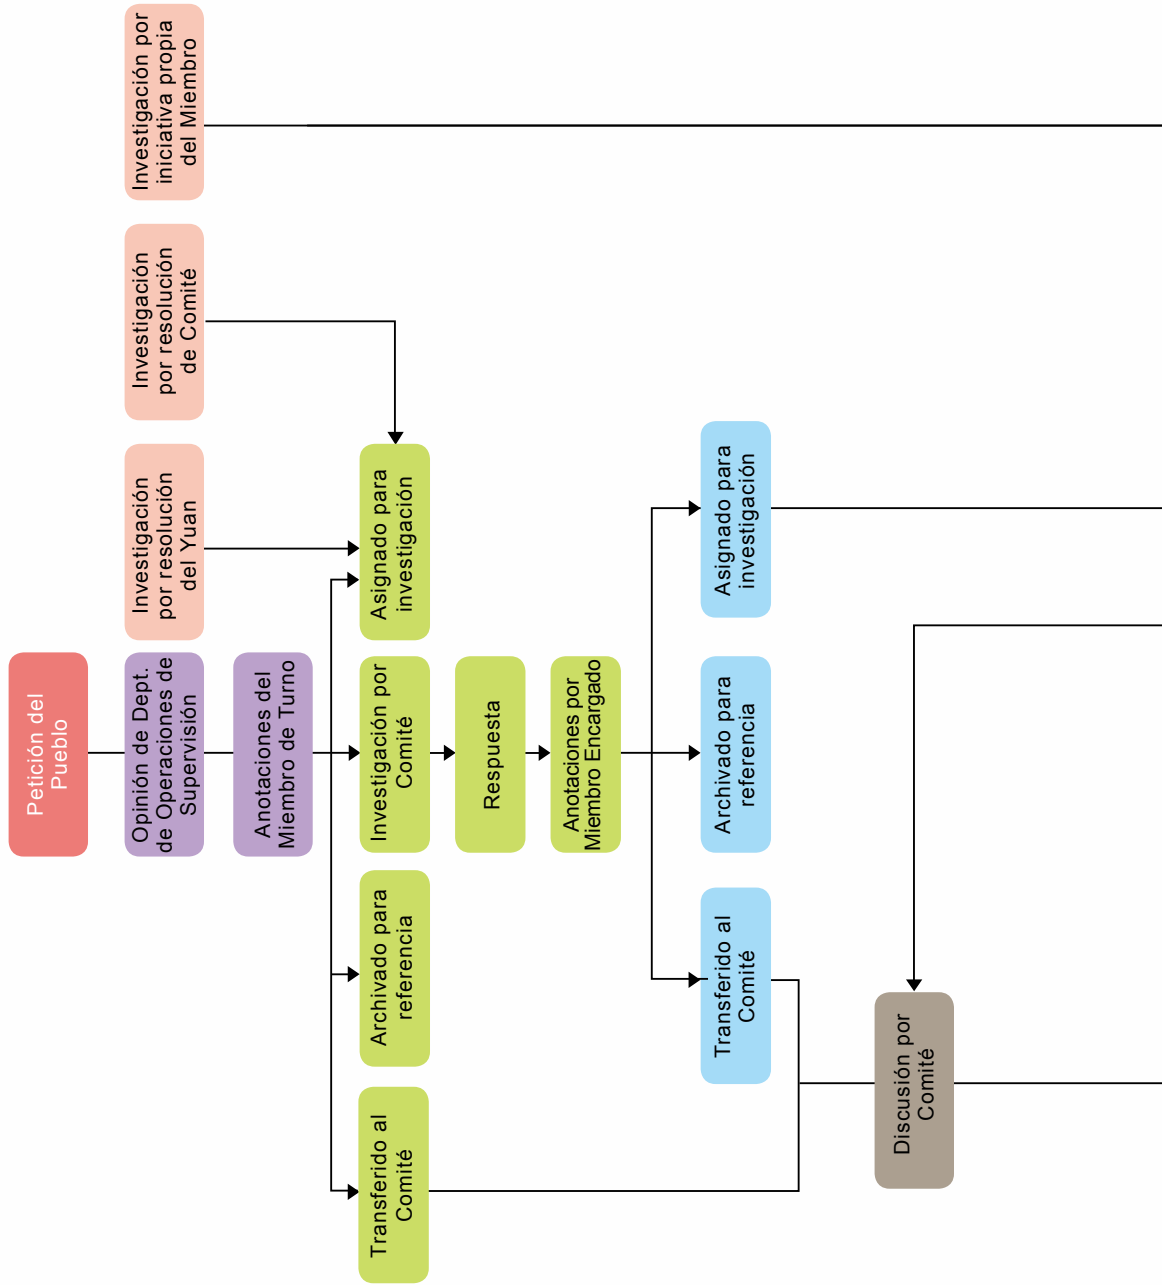 Petición del
Pueblo
Investigación por
iniciativa propia
del Miembro
Investigación
por resolución
de Comité
Investigación
por resolución
del Yuan
Opinión de Dept.
de Operaciones de
Supervisión
Anotaciones del
Miembro de Turno
Asignado para
investigación
Investigación por
Comité
Archivado para
referencia
Transferido al
Comité
Respuesta
Anotaciones por
Miembro Encargado
Asignado para
investigación
Archivado para
referencia
Transferido al
Comité
Discusión por
Comité